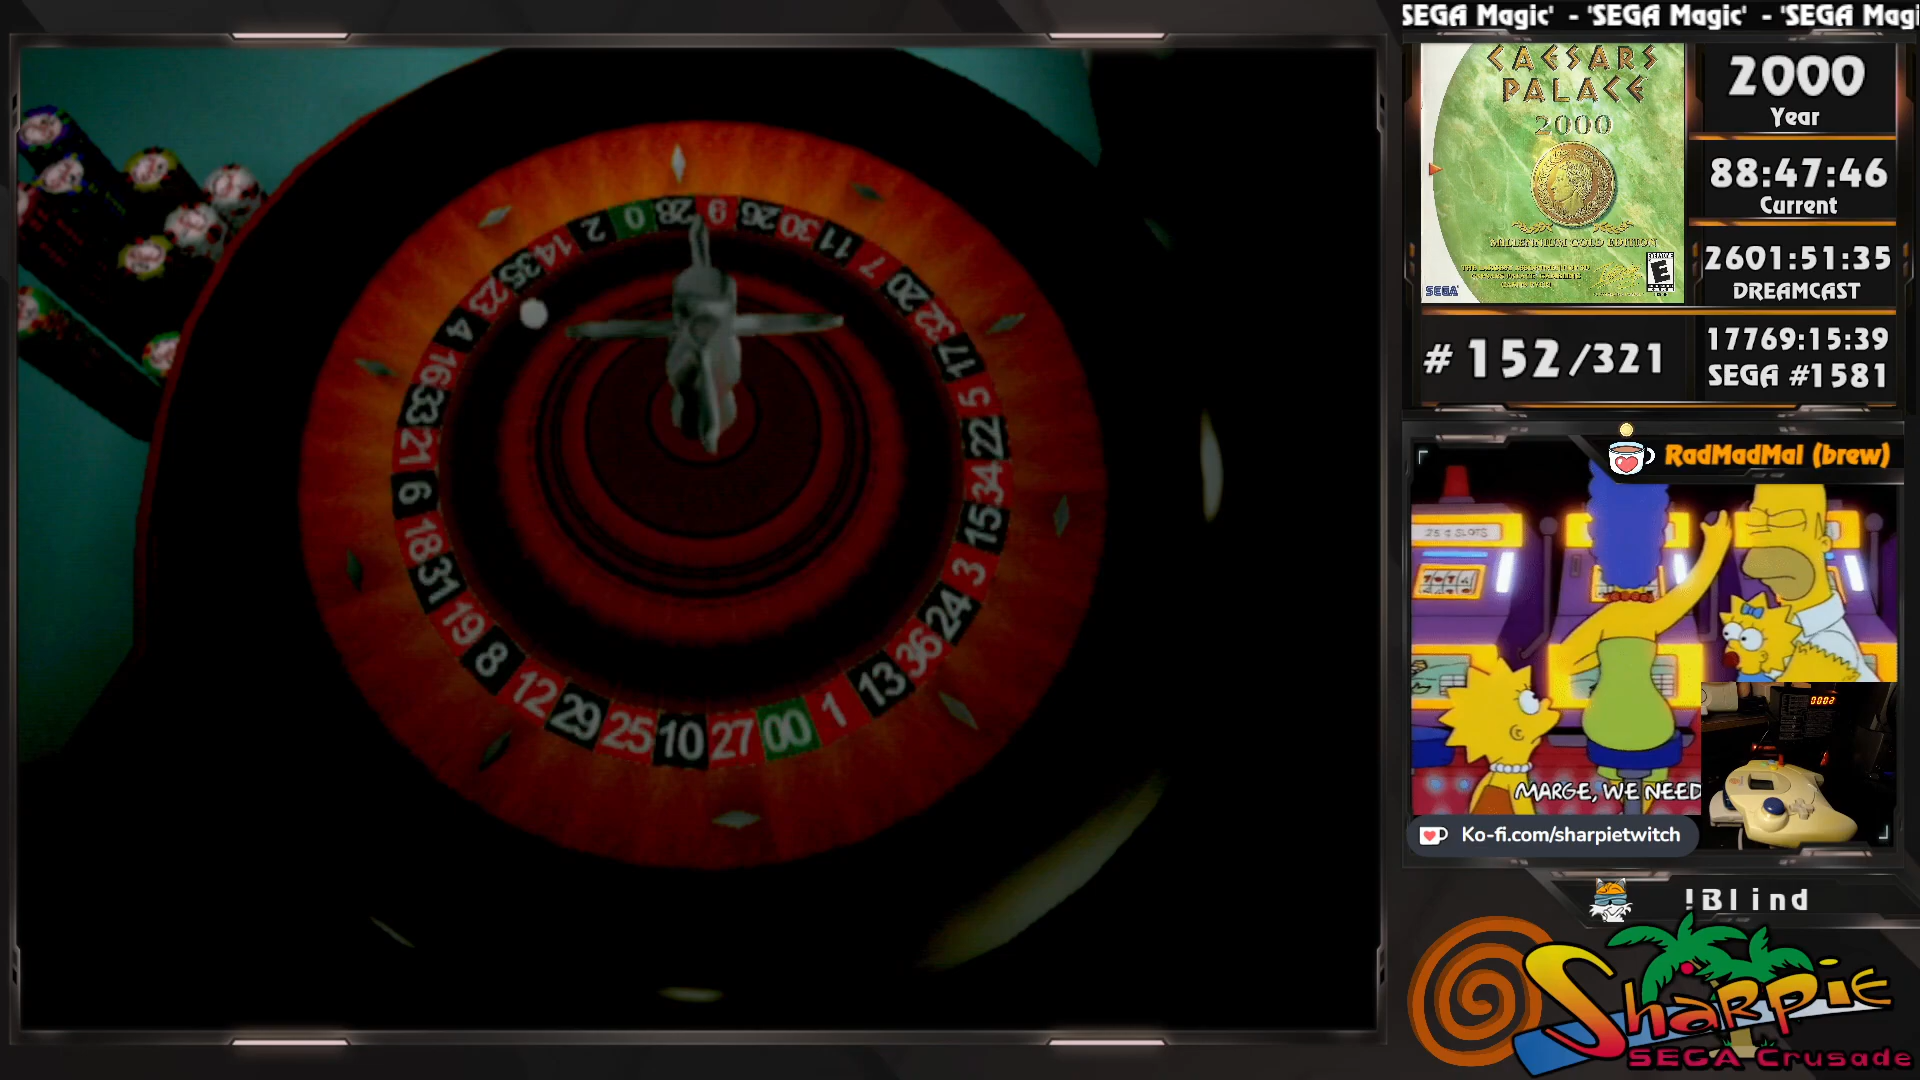 SEGA Magic' - 'SEGA Magic' - 'SEGA Magi
CAESARS
PALACE
2000
MILLENNIUM GOLD EDITION
SEGA
E
2000
Year
88:47:46
Current
2601:51:35
DREAMCAST
# 152/321
17769:15:39
SEGA #1581
0 28 9 26 30 11 7 20 32 17 5 22 34 15 3 24 36 13 1 00 27 10 25 29 12 8 19 31 18 6 21 33 16 4 23 35 14 2
RadMadMal (brew)
25¢ SLOTS
MARGE, WE NEED
Ko-fi.com/sharpietwitch
!Blind
Sharpie
SEGA Crusade